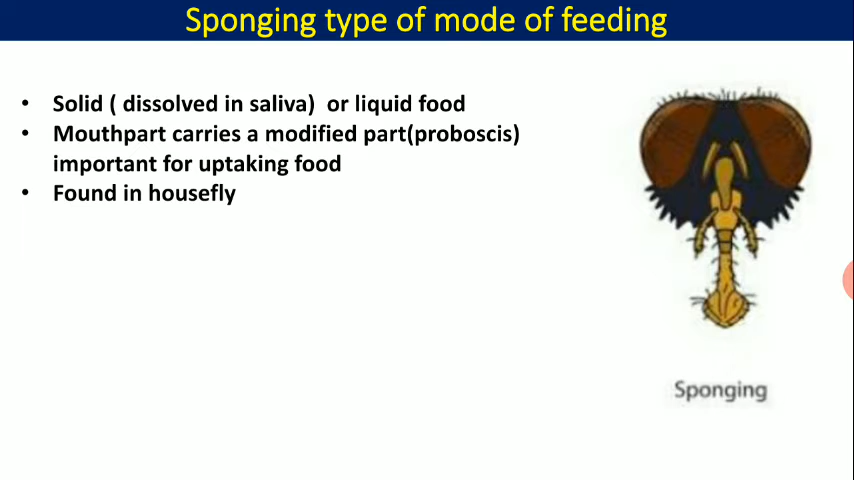 Sponging type of mode of feeding
• Solid ( dissolved in saliva) or liquid food
• Mouthpart carries a modified part(proboscis)
important for uptaking food
• Found in housefly
Sponging